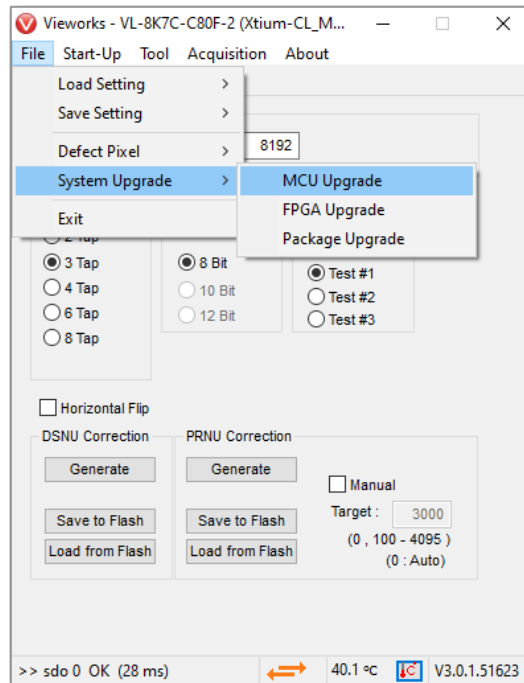 Vieworks - VL-8K7C-C80F-2 (Xtium-CL_M...
File Start-Up Tool Acquisition About
Load Setting
Save Setting
Defect Pixel
System Upgrade
Exit
8192
MCU Upgrade
FPGA Upgrade
Package Upgrade
3 Tap
4 Tap
6 Tap
8 Tap
8 Bit
10 Bit
12 Bit
Test #1
Test #2
Test #3
Horizontal Flip
DSNU Correction
Generate
Save to Flash
Load from Flash
PRNU Correction
Generate
Save to Flash
Load from Flash
Manual
Target : 3000
(0 , 100 - 4095 )
(0 : Auto)
>> sdo 0 OK (28 ms) 40.1 ºC V3.0.1.51623